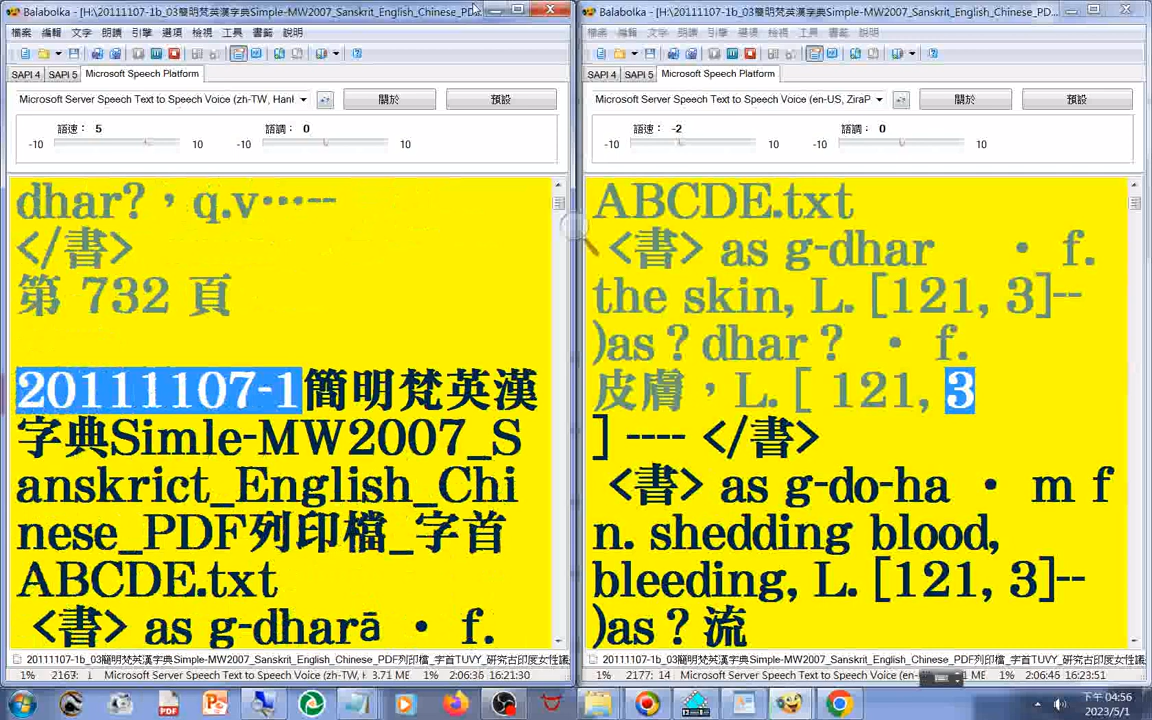 Balabolka - [H:\20111107-1b_03簡明梵英漢字典Simple-MW2007_Sanskrit_English_Chinese_PD...
檔案 編輯 文字 朗讀 引擎 選項 檢視 工具 書籤 說明
SAPI 4 SAPI 5 Microsoft Speech Platform
Microsoft Server Speech Text to Speech Voice (zh-TW, HanH 關於 預設
語速： 5 語調： 0
-10 10 -10 10
dhar?，q.v…--
</書>
第 732 頁
20111107-1簡明梵英漢
字典Simle-MW2007_S
anskrict_English_Chi
nese_PDF列印檔_字首
ABCDE.txt
<書> as g-dharā • f.
20111107-1b_03簡明梵英漢字典Simple-MW2007_Sanskrit_English_Chinese_PDF列印檔_字首TUVY_研究古印度女性議
1% 2163: 1 Microsoft Speech Platform: Microsoft Server Speech Text to Speech Voice (zh-TW, H 3.71 ME 1% 2:06:36 16:21:30
Balabolka - [H:\20111107-1b_03簡明梵英漢字典Simple-MW2007_Sanskrit_English_Chinese_PD...
檔案 編輯 文字 朗讀 引擎 選項 檢視 工具 書籤 說明
SAPI 4 SAPI 5 Microsoft Speech Platform
Microsoft Server Speech Text to Speech Voice (en-US, ZiraP 關於 預設
語速： -2 語調： 0
-10 10 -10 10
ABCDE.txt
<書> as g-dhar • f.
the skin, L. [121, 3]--
)as？dhar？ • f.
皮膚，L. [ 121, 3
] ---- </書>
<書> as g-do-ha • m f
n. shedding blood,
bleeding, L. [121, 3]--
)as？流
20111107-1b_03簡明梵英漢字典Simple-MW2007_Sanskrit_English_Chinese_PDF列印檔_字首TUVY_研究古印度女性議
1% 2177: 14 Microsoft Server Speech Text to Speech Voice ME 1% 2:06:45 16:23:51
下午 04:56
2023/5/1